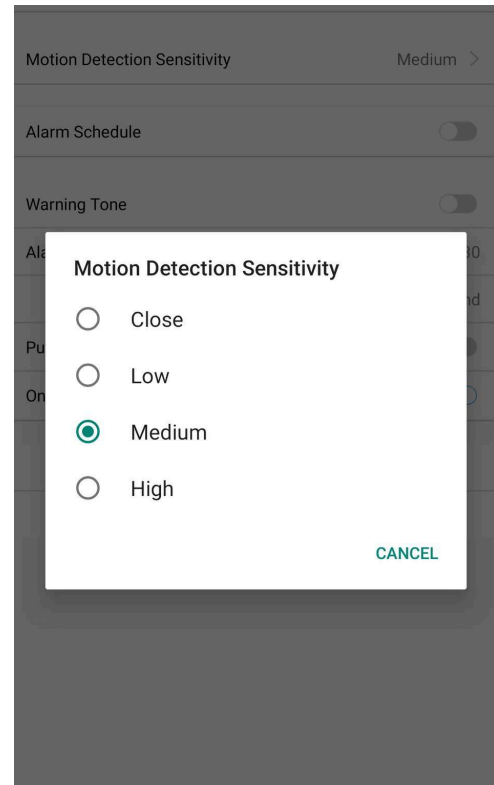 Motion Detection Sensitivity Medium >
Alarm Schedule
Warning Tone
Motion Detection Sensitivity
Close
Low
Medium
High
CANCEL